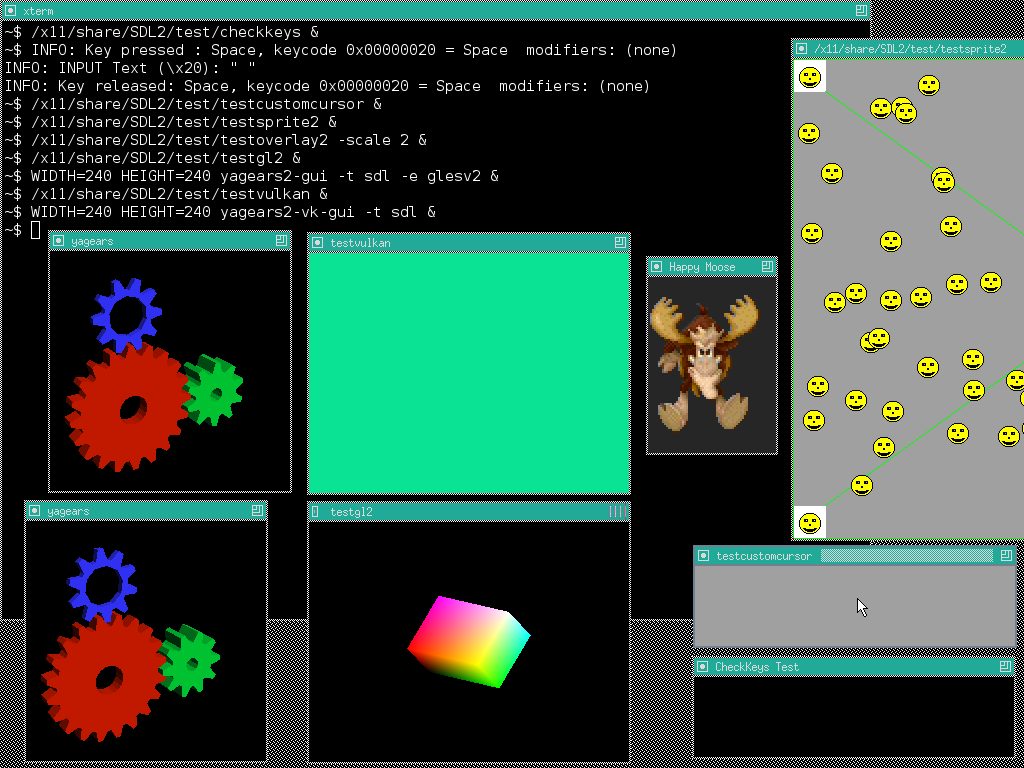 xterm
~$ /x11/share/SDL2/test/checkkeys &
~$ INFO: Key pressed : Space, keycode 0x00000020 = Space  modifiers: (none)
INFO: INPUT Text (\x20): " "
INFO: Key released: Space, keycode 0x00000020 = Space  modifiers: (none)
~$ /x11/share/SDL2/test/testcustomcursor &
~$ /x11/share/SDL2/test/testsprite2 &
~$ /x11/share/SDL2/test/testoverlay2 -scale 2 &
~$ /x11/share/SDL2/test/testgl2 &
~$ WIDTH=240 HEIGHT=240 yagears2-gui -t sdl -e glesv2 &
~$ /x11/share/SDL2/test/testvulkan &
~$ WIDTH=240 HEIGHT=240 yagears2-vk-gui -t sdl &
~$
/x11/share/SDL2/test/testsprite2
yagears
testvulkan
Happy Moose
yagears
testgl2
testcustomcursor
CheckKeys Test